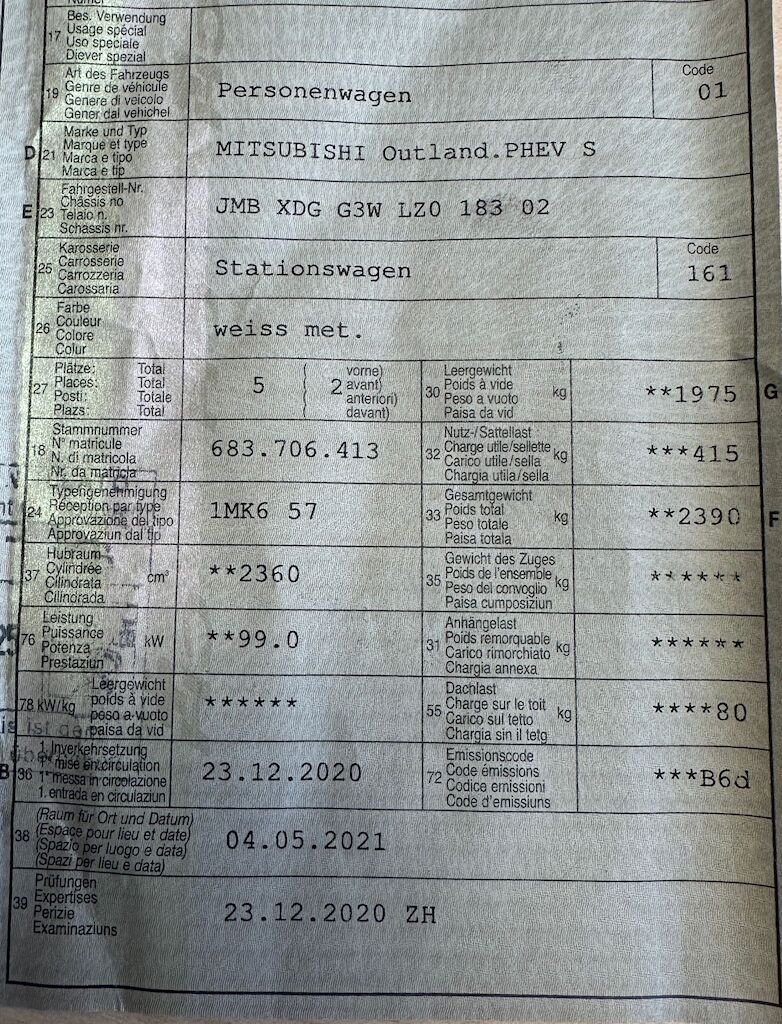 17 Bes. Verwendung
Usage spécial
Uso speciale
Diever spezial
19 Art des Fahrzeugs
Genre de véhicule
Genere di veicolo
Gener dal vehichel
Personenwagen
Code
01
D 21 Marke und Typ
Marque et type
Marca e tipo
Marca e tip
MITSUBISHI Outland.PHEV S
E 23 Fahrgestell-Nr.
Châssis no
Telaio n.
Schassis nr.
JMB XDG G3W LZ0 183 02
25 Karosserie
Carrosserie
Carrozzeria
Carossaria
Stationswagen
Code
161
26 Farbe
Couleur
Colore
Colur
weiss met.
27 Plätze: Total
Places: Total
Posti: Totale
Plazs: Total
5
( vorne)
( 2 avant)
( anteriori)
( davant)
30 Leergewicht
Poids à vide
Peso a vuoto
Paisa da vid
kg
**1975 G
18 Stammnummer
N° matricule
N. di matricola
Nr. da matricla
683.706.413
32 Nutz-/Sattellast
Charge utile/sellette
Carico utile/sella
Chargia utila/sella
kg
***415
24 Typengenehmigung
Réception par type
Approvazione del tipo
Approvaziun dal tip
1MK6 57
33 Gesamtgewicht
Poids total
Peso totale
Paisa totala
kg
**2390 F
37 Hubraum
Cylindrée
Cilindrata
Cilindrada
cm³
**2360
35 Gewicht des Zuges
Poids de l'ensemble
Peso del convoglio
Paisa cumposiziun
kg
******
76 Leistung
Puissance
Potenza
Prestaziun
kW
**99.0
31 Anhängelast
Poids remorquable
Carico rimorchiato
Chargia annexa
kg
******
78 kW/kg Leergewicht
poids à vide
peso a vuoto
paisa da vid
******
55 Dachlast
Charge sur le toit
Carico sul tetto
Chargia sin il tetg
kg
****80
B 36 1. Inverkehrsetzung
1re mise en circulation
1a messa in circolazione
1. entrada en circulaziun
23.12.2020
72 Emissionscode
Code émissions
Codice emissioni
Code d'emissiuns
***B6d
38 (Raum für Ort und Datum)
(Espace pour lieu et date)
(Spazio per luogo e data)
(Spazi per lieu e data)
04.05.2021
39 Prüfungen
Expertises
Perizie
Examinaziuns
23.12.2020 ZH